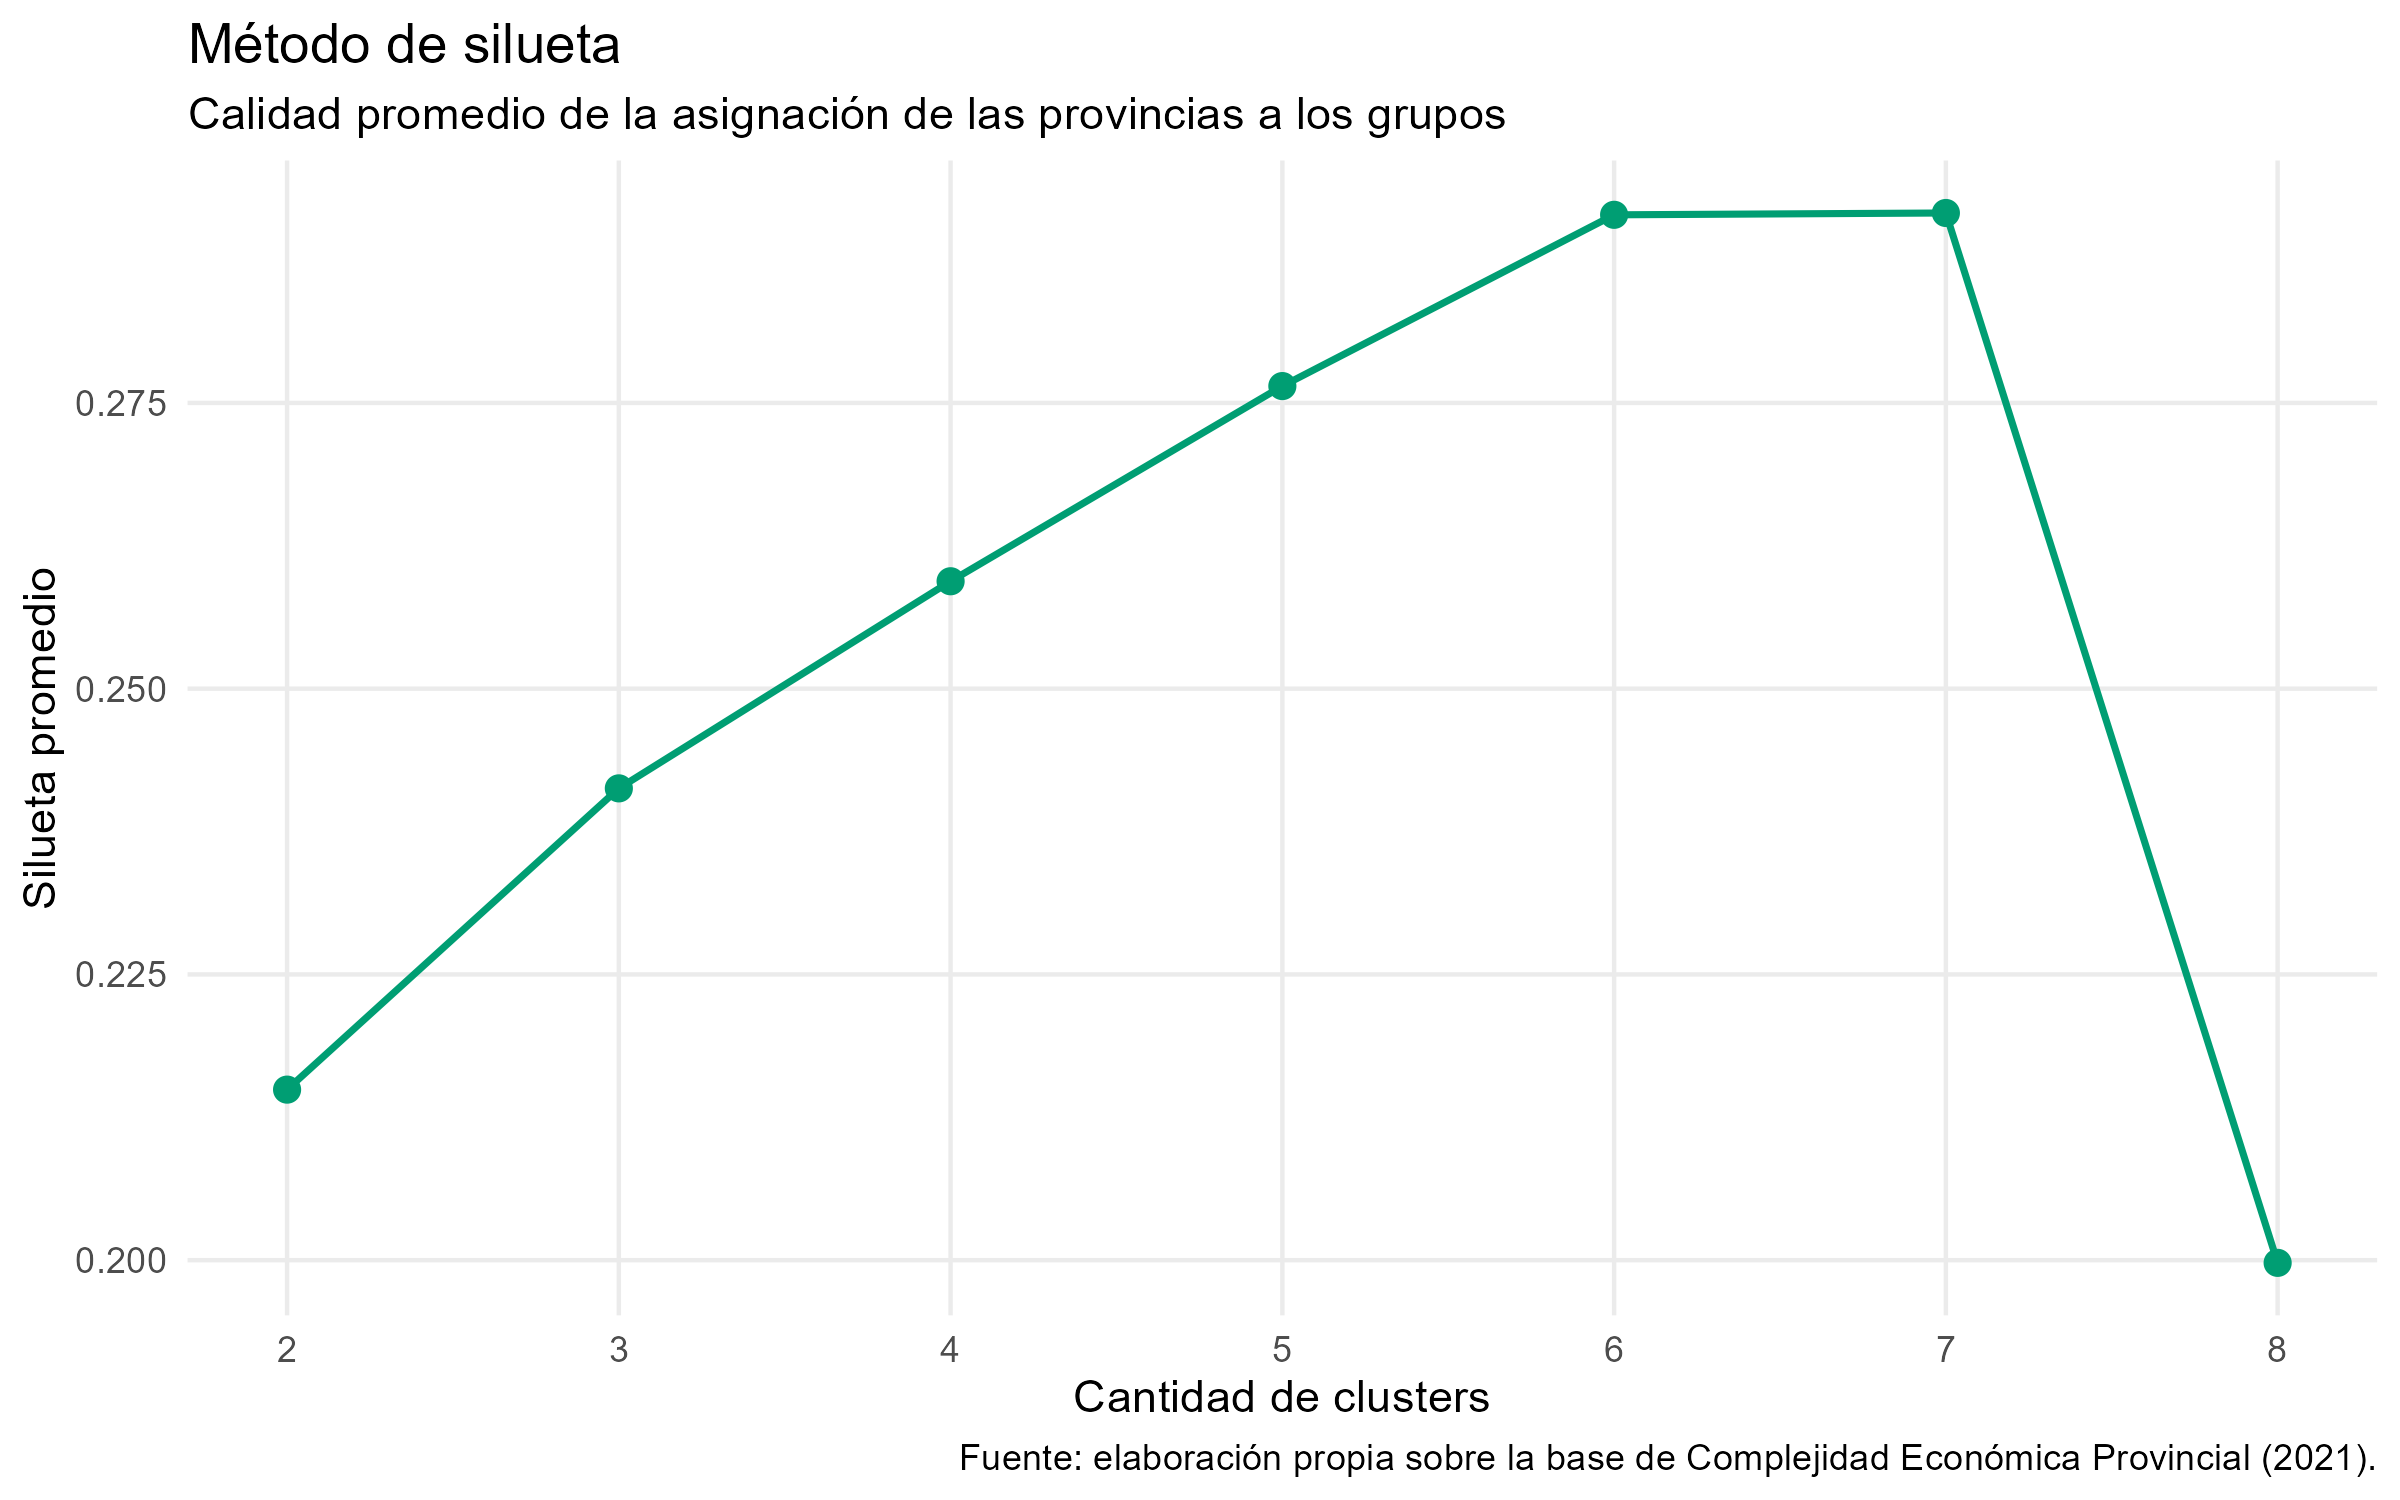 Método de silueta
Calidad promedio de la asignación de las provincias a los grupos
Silueta promedio
0.275
0.250
0.225
0.200
2 3 4 5 6 7 8
Cantidad de clusters
Fuente: elaboración propia sobre la base de Complejidad Económica Provincial (2021).